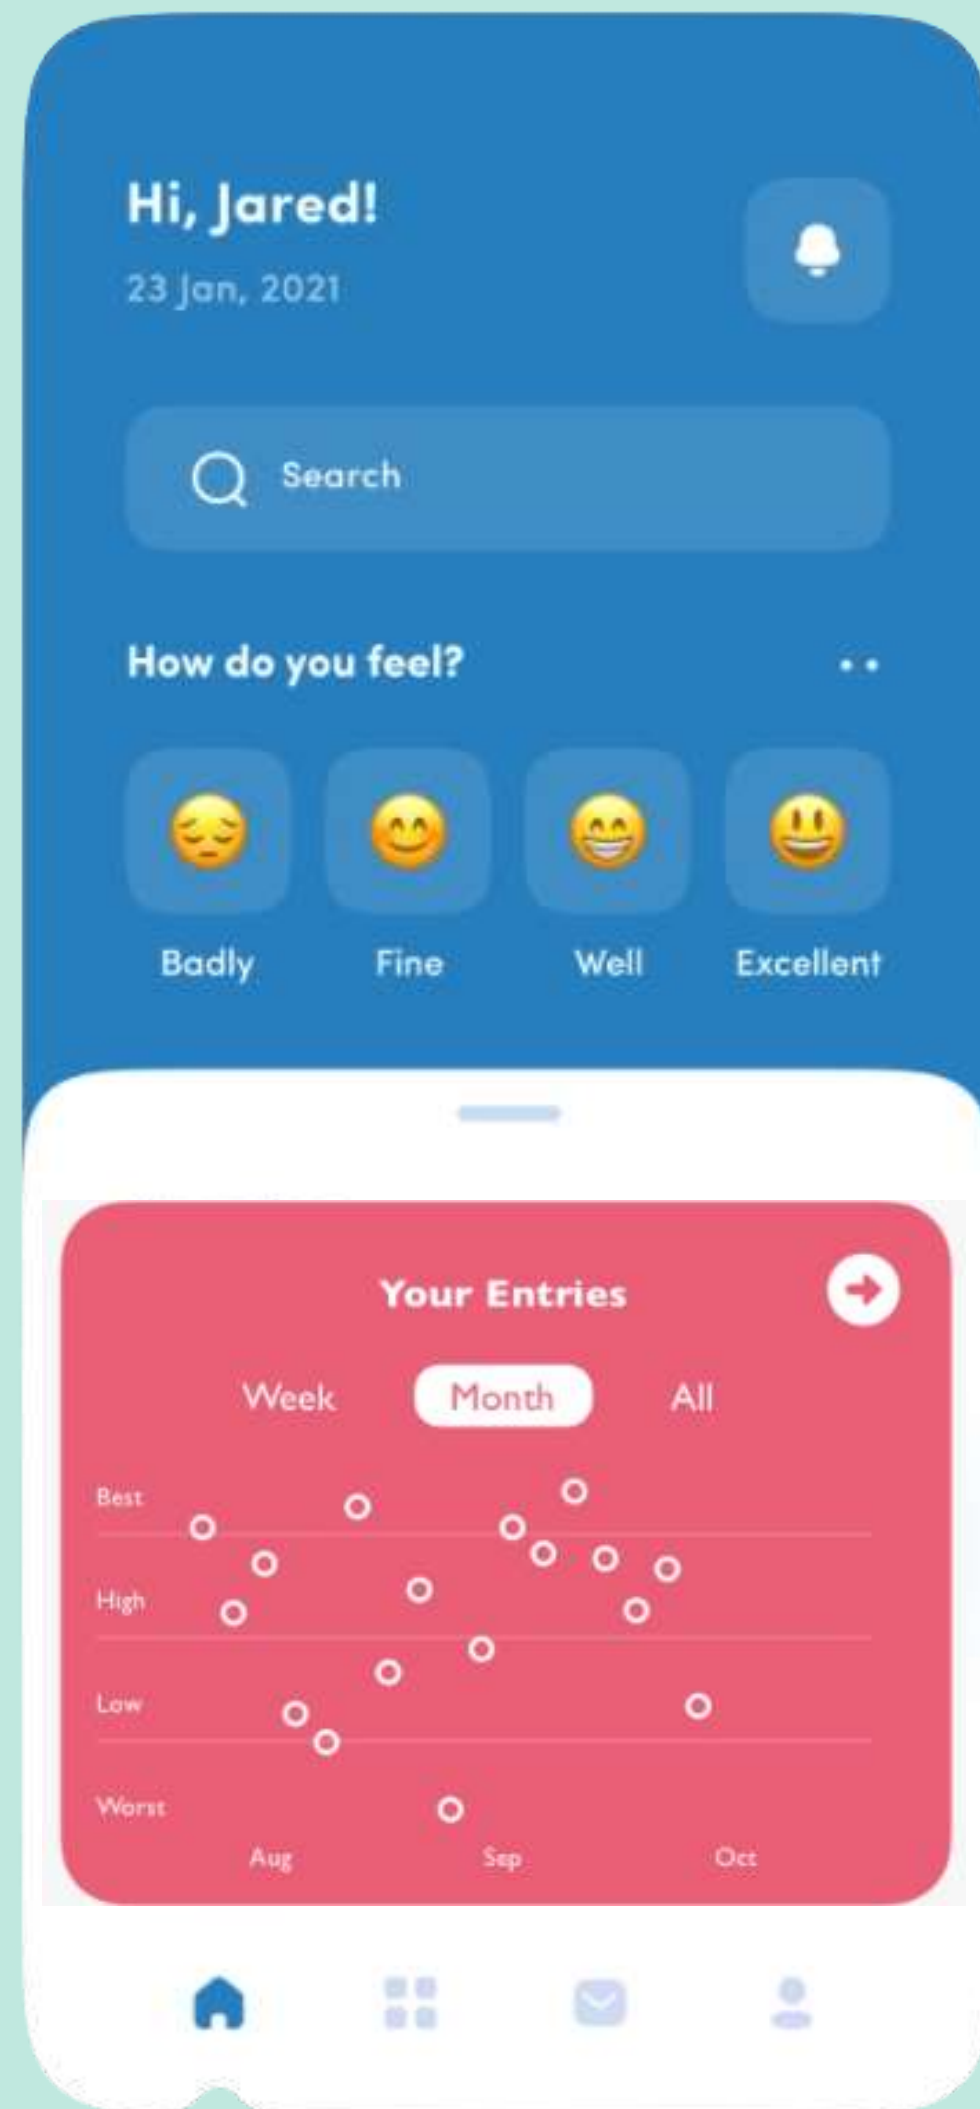 Hi, Jared!
23 Jan, 2021
Search
How do you feel?
Badly Fine Well Excellent
Your Entries
Week Month All
Best
High
Low
Worst
Aug Sep Oct